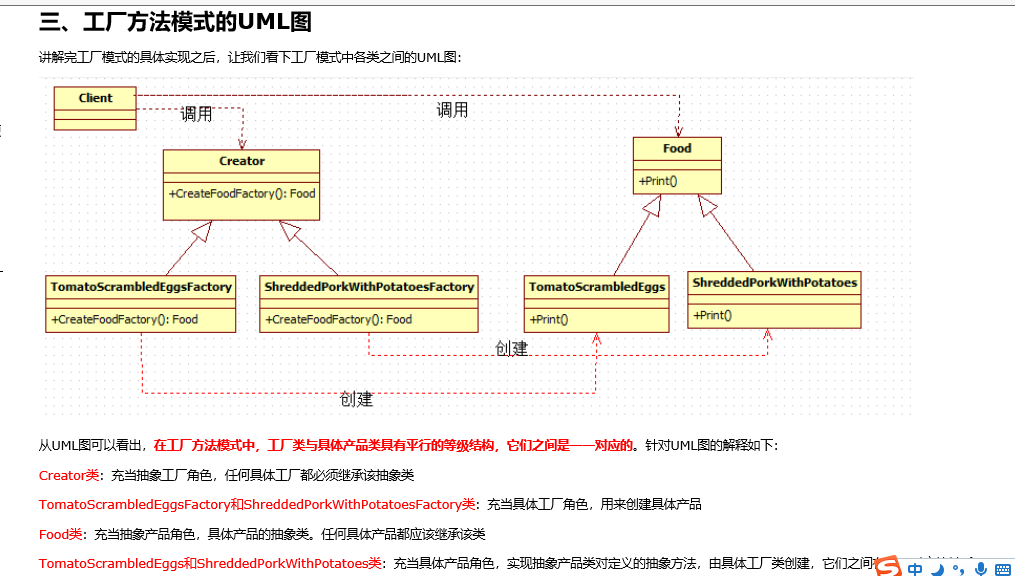 三、工厂方法模式的UML图
讲解完工厂模式的具体实现之后，让我们看下工厂模式中各类之间的UML图：
Client
调用
调用
Creator
+CreateFoodFactory(): Food
Food
+Print()
TomatoScrambledEggsFactory
+CreateFoodFactory(): Food
ShreddedPorkWithPotatoesFactory
+CreateFoodFactory(): Food
TomatoScrambledEggs
+Print()
ShreddedPorkWithPotatoes
+Print()
创建
创建
从UML图可以看出，在工厂方法模式中，工厂类与具体产品类具有平行的等级结构，它们之间是一一对应的。针对UML图的解释如下：
Creator类：充当抽象工厂角色，任何具体工厂都必须继承该抽象类
TomatoScrambledEggsFactory和ShreddedPorkWithPotatoesFactory类：充当具体工厂角色，用来创建具体产品
Food类：充当抽象产品角色，具体产品的抽象类。任何具体产品都应该继承该类
TomatoScrambledEggs和ShreddedPorkWithPotatoes类：充当具体产品角色，实现抽象产品类对定义的抽象方法，由具体工厂类创建，它们之间
中